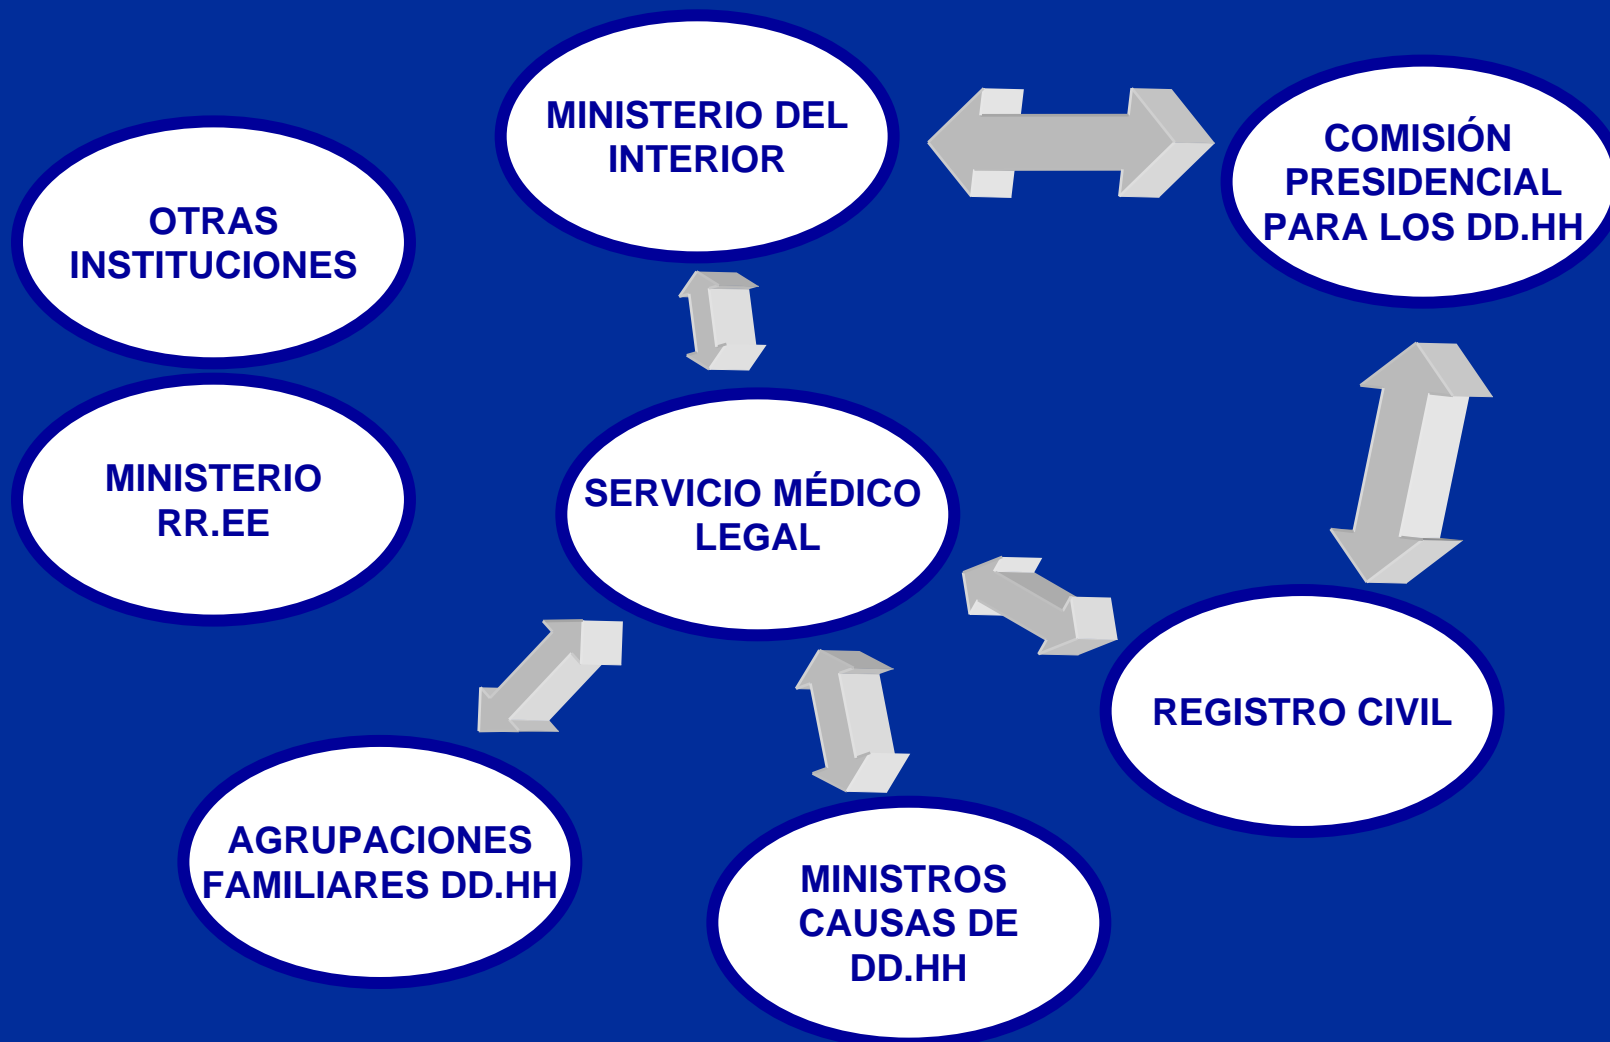 MINISTERIO DEL
INTERIOR
COMISIÓN
PRESIDENCIAL
PARA LOS DD.HH
OTRAS
INSTITUCIONES
MINISTERIO
RR.EE
SERVICIO MÉDICO
LEGAL
REGISTRO CIVIL
AGRUPACIONES
FAMILIARES DD.HH
MINISTROS
CAUSAS DE
DD.HH